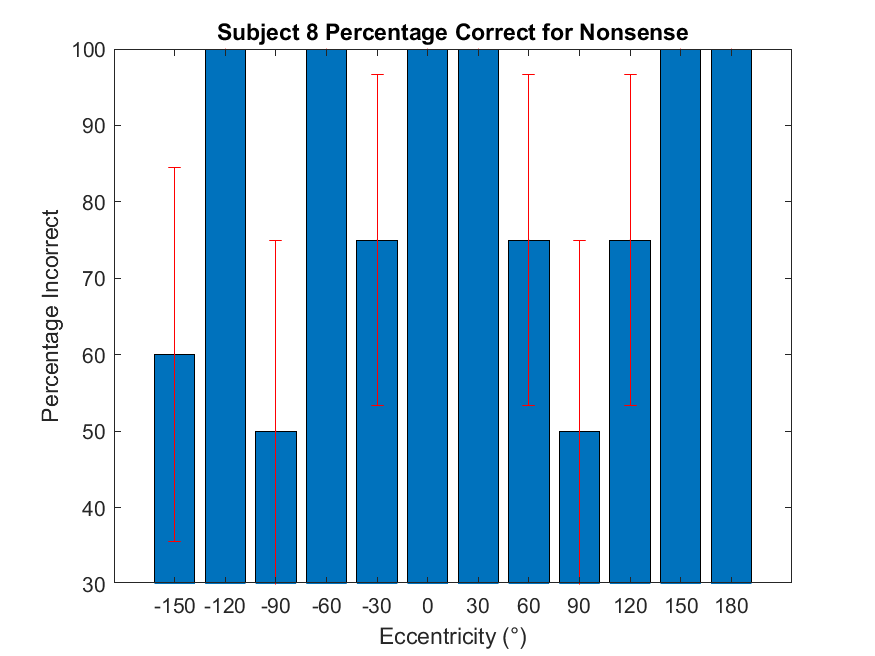 Subject 8 Percentage Correct for Nonsense
100
90
80
70
60
50
40
30
Percentage Incorrect
-150 -120 -90 -60 -30 0 30 60 90 120 150 180
Eccentricity (°)